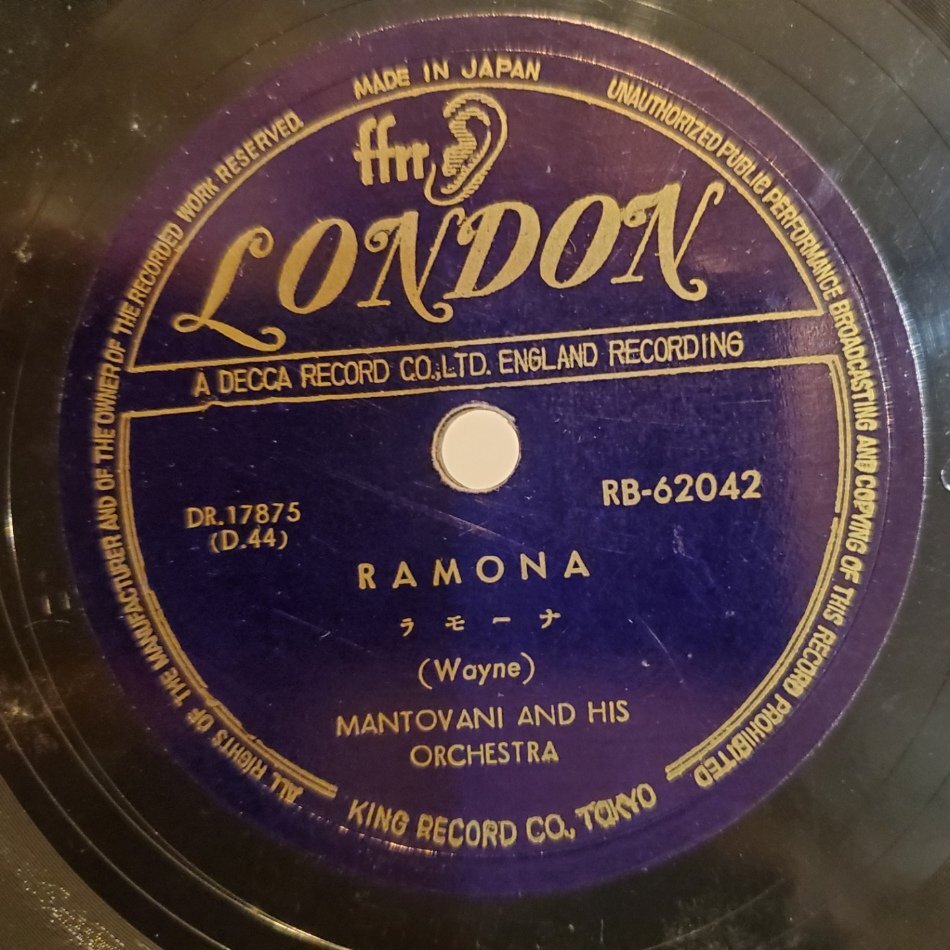 MADE IN JAPAN
UNAUTHORIZED PUBLIC PERFORMANCE BROADCASTING AND COPYING OF THIS RECORD PROHIBITED
ALL RIGHTS OF THE MANUFACTURER AND OF THE OWNER OF THE RECORDED WORK RESERVED
ffrr
LONDON
A DECCA RECORD CO., LTD. ENGLAND RECORDING
RB-62042
DR.17875
(D.44)
RAMONA
ラモーナ
(Wayne)
MANTOVANI AND HIS
ORCHESTRA
KING RECORD CO., TOKYO